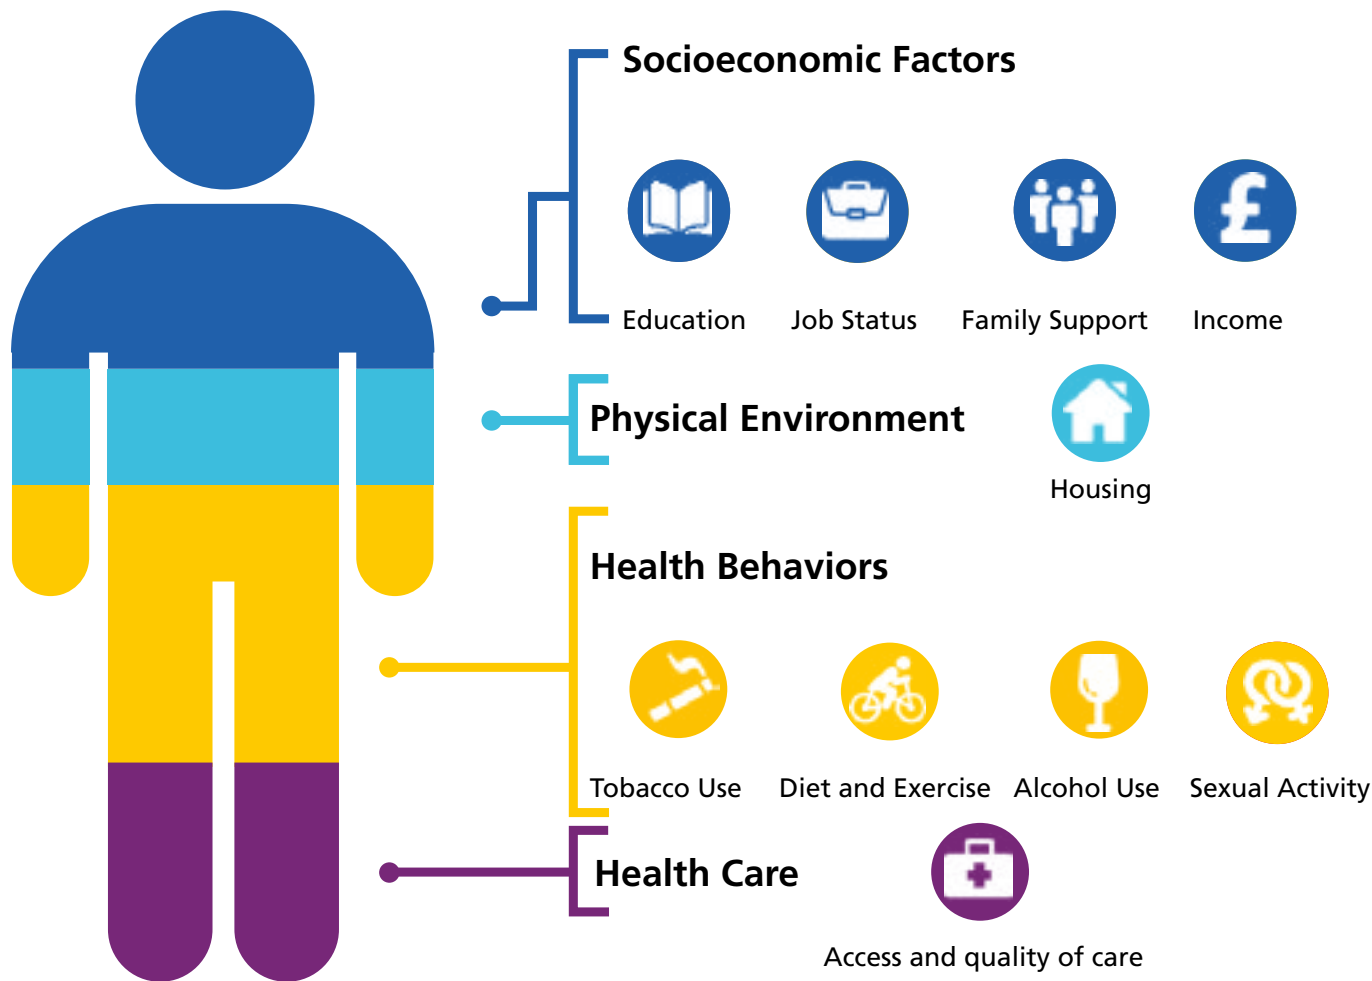 Socioeconomic Factors
£
Education
Job Status
Family Support
Income
Physical Environment
Housing
Health Behaviors
Tobacco Use
Diet and Exercise
Alcohol Use
Sexual Activity
Health Care
Access and quality of care